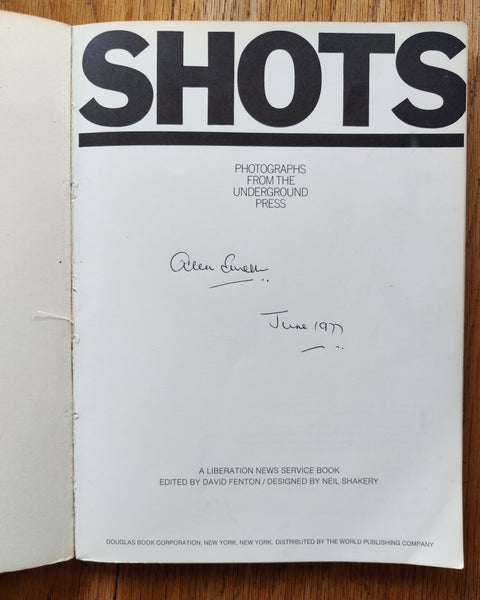 SHOTS
PHOTOGRAPHS
FROM THE
UNDERGROUND
PRESS
June 1977
A LIBERATION NEWS SERVICE BOOK
EDITED BY DAVID FENTON / DESIGNED BY NEIL SHAKERY
DOUGLAS BOOK CORPORATION, NEW YORK, NEW YORK. DISTRIBUTED BY THE WORLD PUBLISHING COMPANY